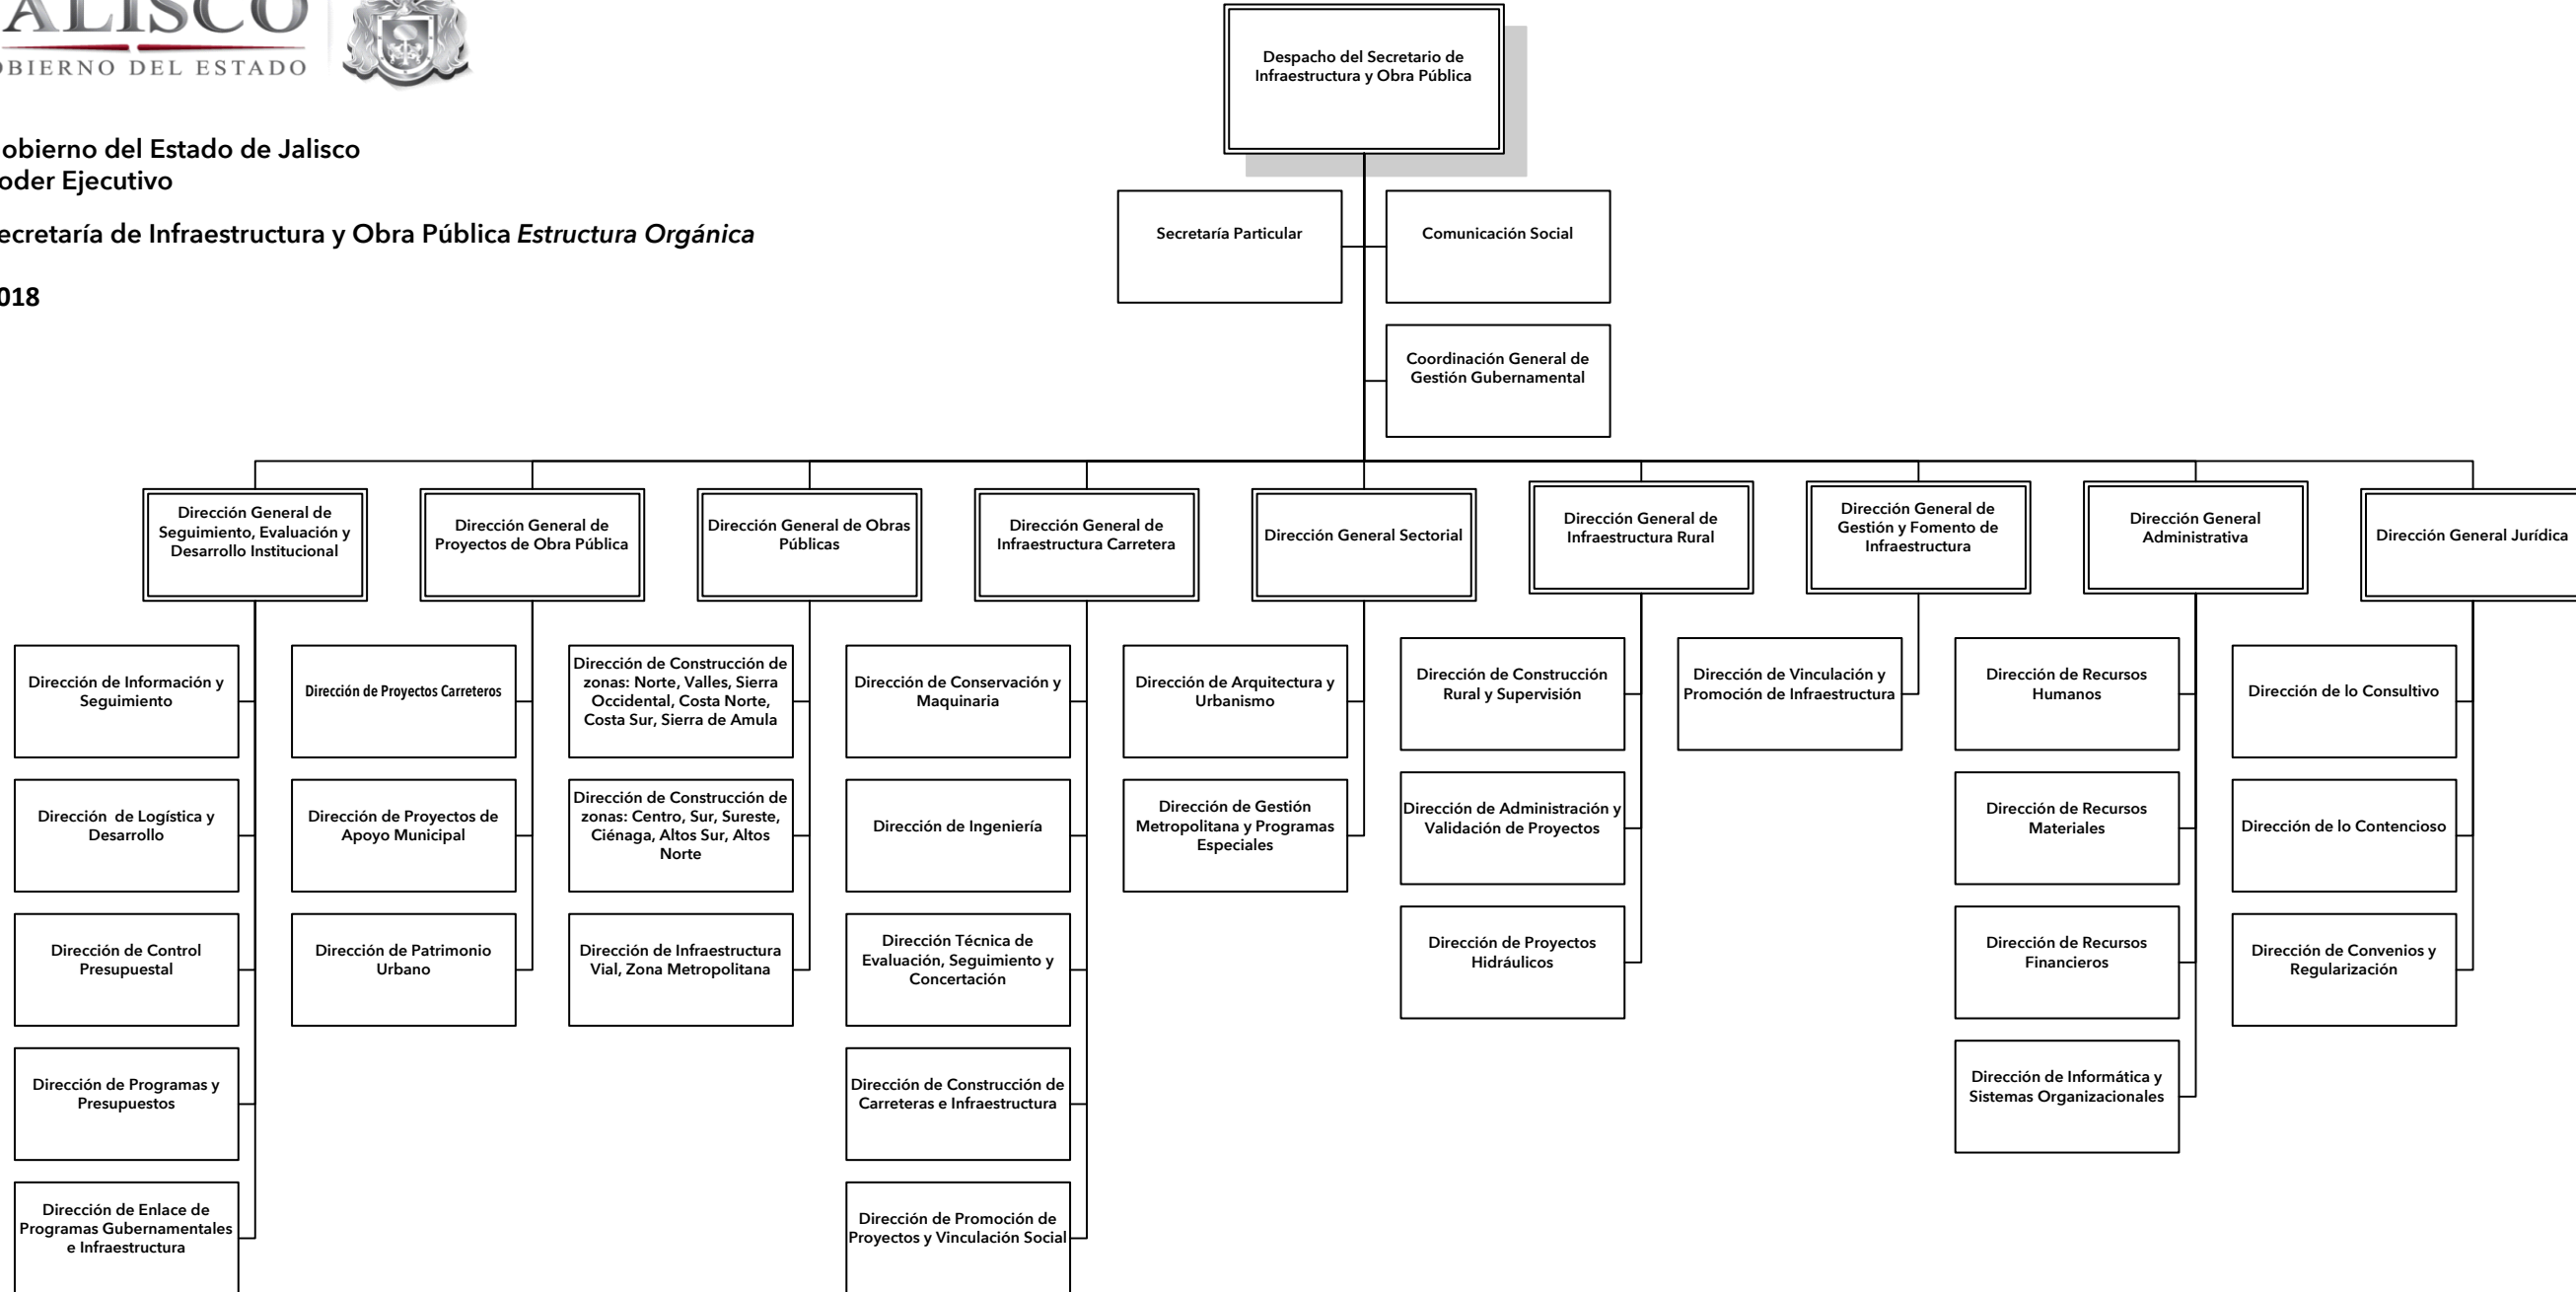 ALISCO
OBIERNO DEL ESTADO
obierno del Estado de Jalisco
oder Ejecutivo
ecretaría de Infraestructura y Obra Pública Estructura Orgánica
018
Despacho del Secretario de
Infraestructura y Obra Pública
Secretaría Particular
Comunicación Social
Coordinación General de
Gestión Gubernamental
Dirección General de
Seguimiento, Evaluación y
Desarrollo Institucional
Dirección General de
Proyectos de Obra Pública
Dirección General de Obras
Públicas
Dirección General de
Infraestructura Carretera
Dirección General Sectorial
Dirección General de
Infraestructura Rural
Dirección General de
Gestión y Fomento de
Infraestructura
Dirección General
Administrativa
Dirección General Jurídica
Dirección de Información y
Seguimiento
Dirección de Proyectos Carreteros
Dirección de Construcción de
zonas: Norte, Valles, Sierra
Occidental, Costa Norte,
Costa Sur, Sierra de Amula
Dirección de Conservación y
Maquinaria
Dirección de Arquitectura y
Urbanismo
Dirección de Construcción
Rural y Supervisión
Dirección de Vinculación y
Promoción de Infraestructura
Dirección de Recursos
Humanos
Dirección de lo Consultivo
Dirección de Logística y
Desarrollo
Dirección de Proyectos de
Apoyo Municipal
Dirección de Construcción de
zonas: Centro, Sur, Sureste,
Ciénaga, Altos Sur, Altos
Norte
Dirección de Ingeniería
Dirección de Gestión
Metropolitana y Programas
Especiales
Dirección de Administración y
Validación de Proyectos
Dirección de Recursos
Materiales
Dirección de lo Contencioso
Dirección de Control
Presupuestal
Dirección de Patrimonio
Urbano
Dirección de Infraestructura
Vial, Zona Metropolitana
Dirección Técnica de
Evaluación, Seguimiento y
Concertación
Dirección de Proyectos
Hidráulicos
Dirección de Recursos
Financieros
Dirección de Convenios y
Regularización
Dirección de Programas y
Presupuestos
Dirección de Construcción de
Carreteras e Infraestructura
Dirección de Informática y
Sistemas Organizacionales
Dirección de Enlace de
Programas Gubernamentales
e Infraestructura
Dirección de Promoción de
Proyectos y Vinculación Social